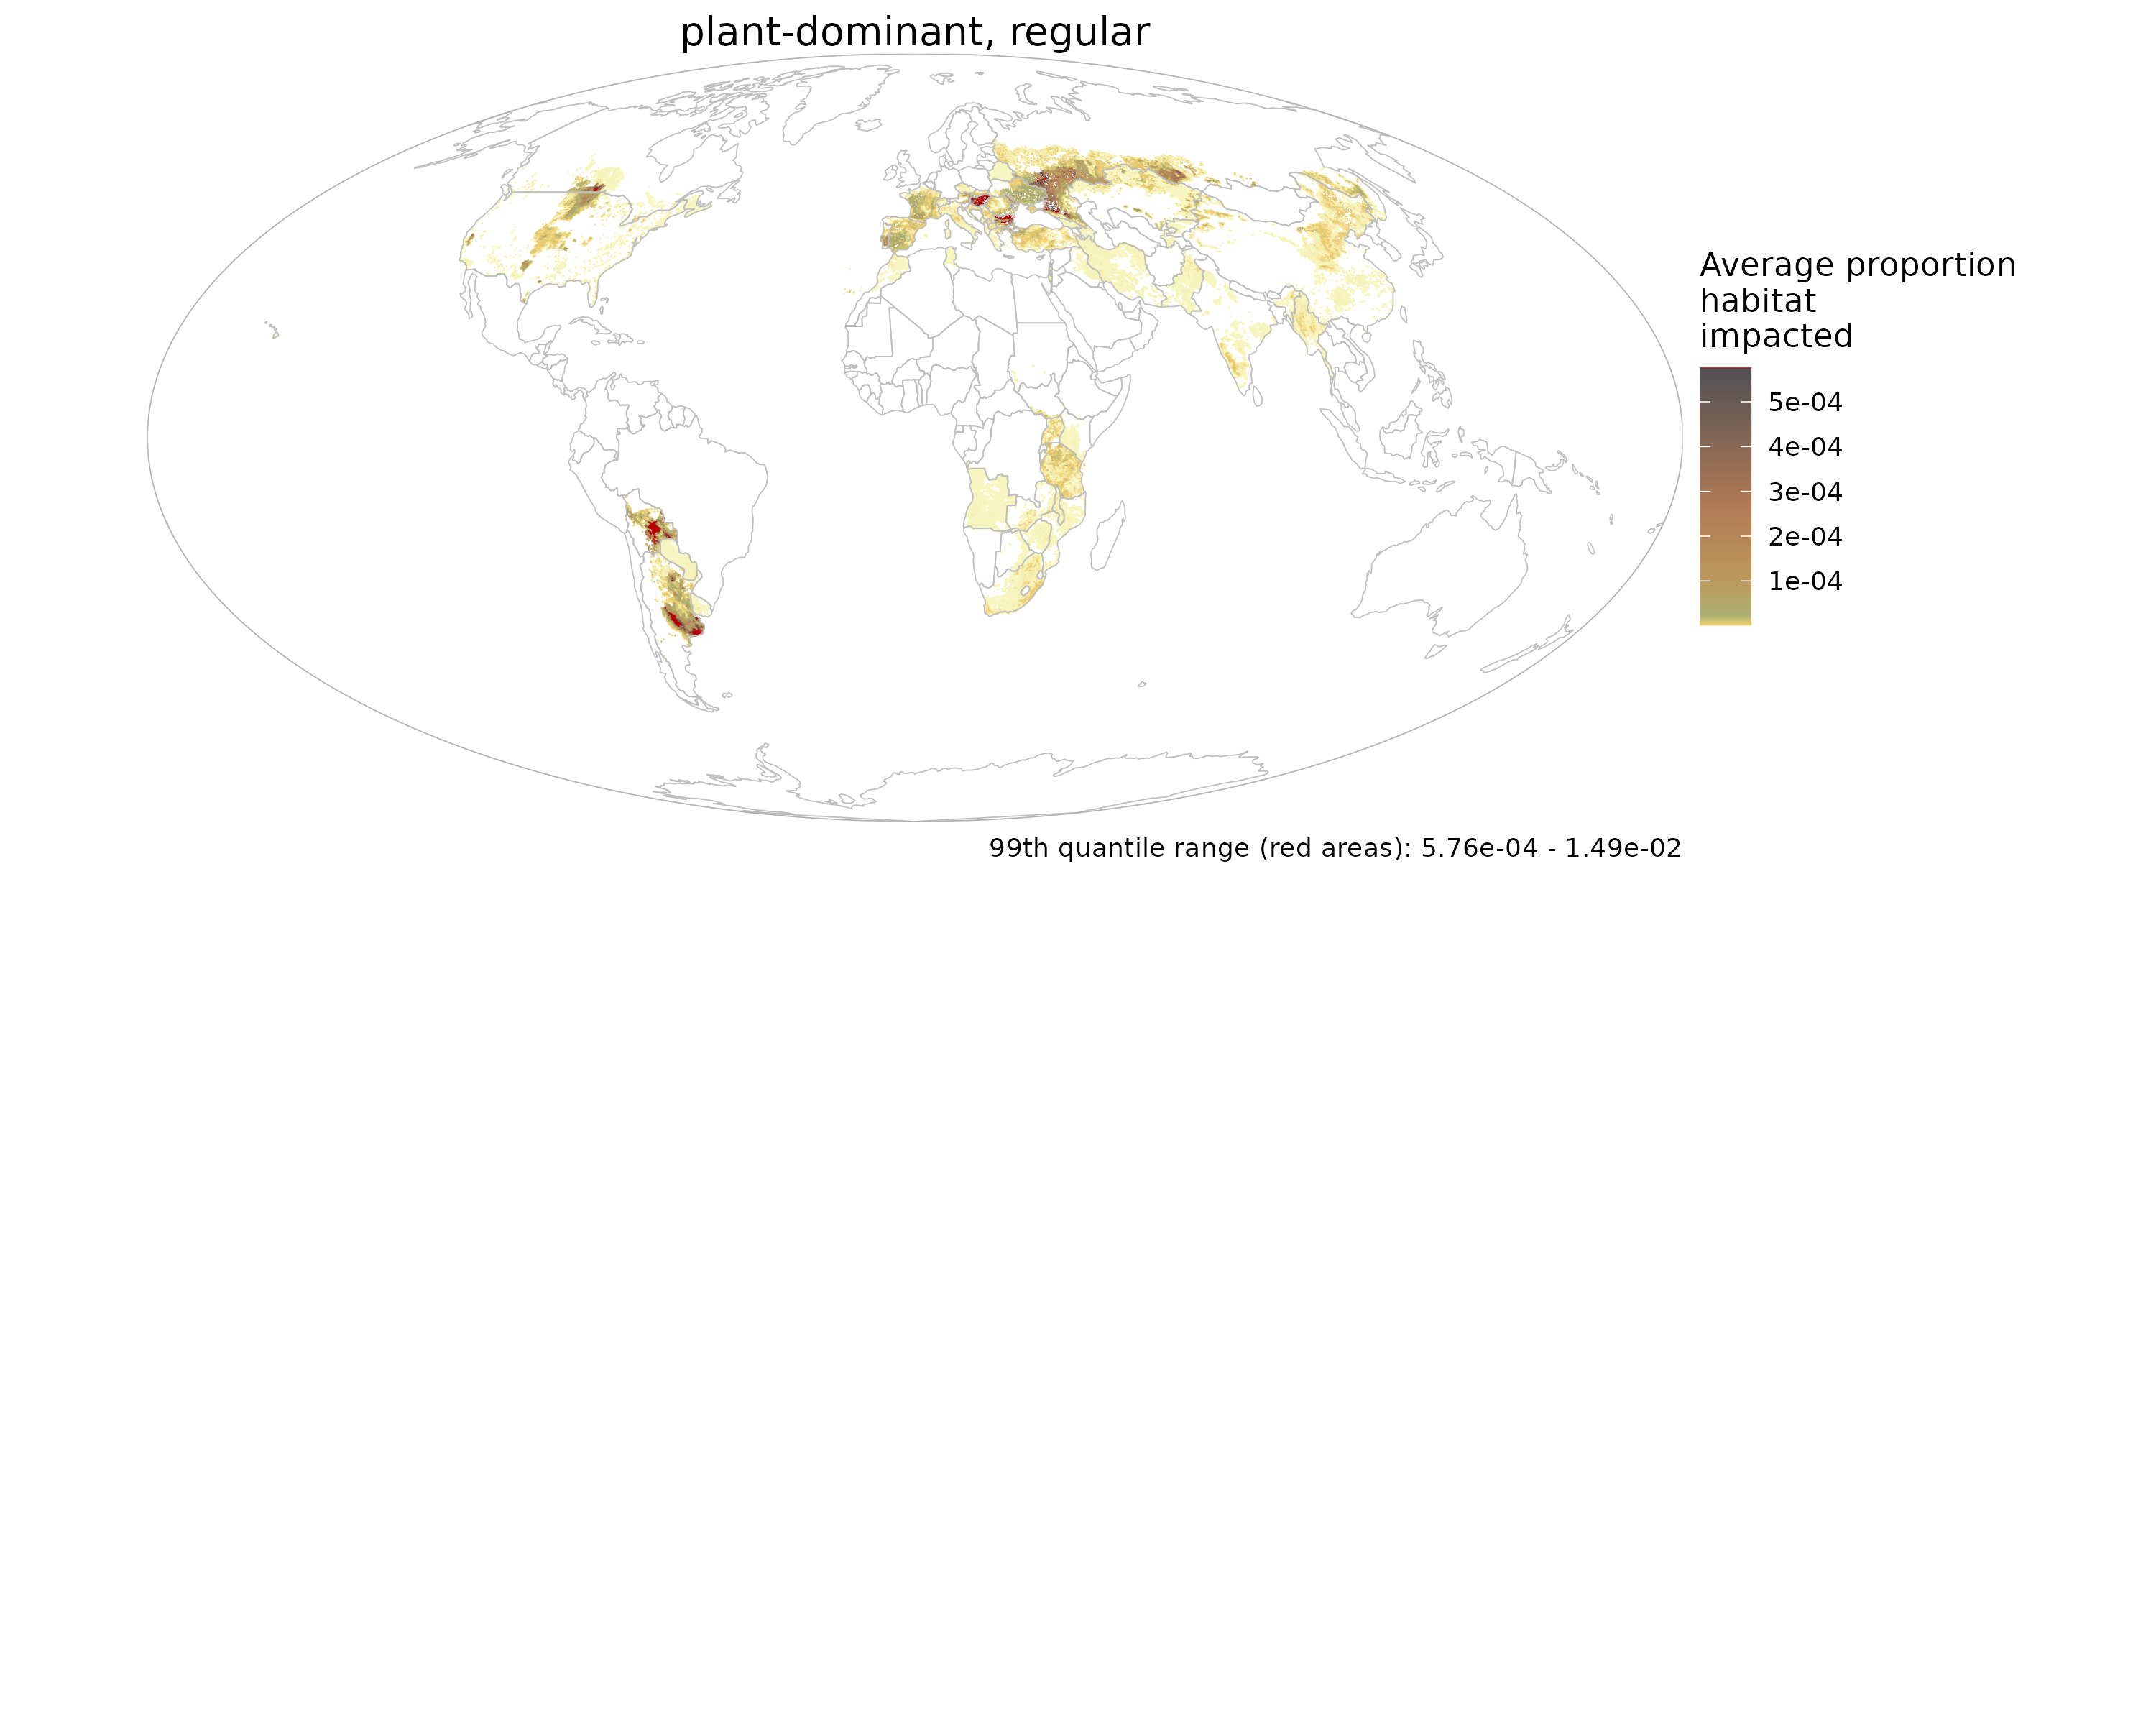 plant-dominant, regular
Average proportion
habitat
impacted
5e-04
4e-04
3e-04
2e-04
1e-04
99th quantile range (red areas): 5.76e-04 - 1.49e-02